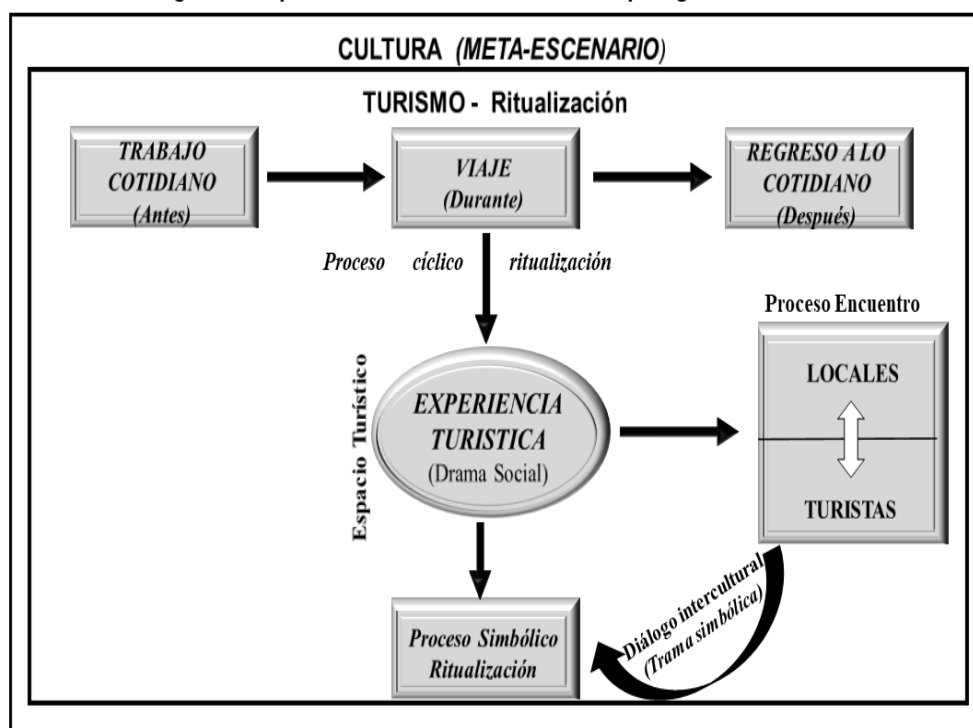 CULTURA (META-ESCENARIO)
TURISMO - Ritualización
TRABAJO
COTIDIANO
(Antes)
VIAJE
(Durante)
REGRESO A LO
COTIDIANO
(Después)
Proceso cíclico ritualización
Proceso Encuentro
LOCALES
TURISTAS
Espacio Turístico
EXPERIENCIA
TURISTICA
(Drama Social)
Diálogo intercultural
(Trama simbólica)
Proceso Simbólico
Ritualización